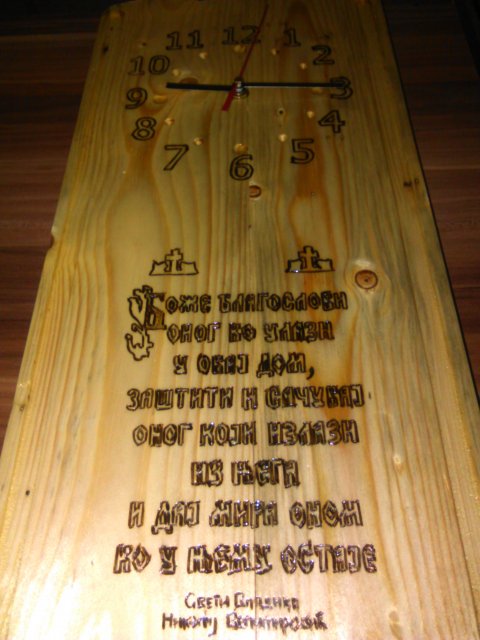 11 12 1
10 2
9 3
8 4
7 6 5
Боже благослови
оног ко улази
у овај дом,
заштити и сачувај
оног који излази
из њега
и дај мира оном
ко у њему остаје
Свети Владика
Николај Велимировић